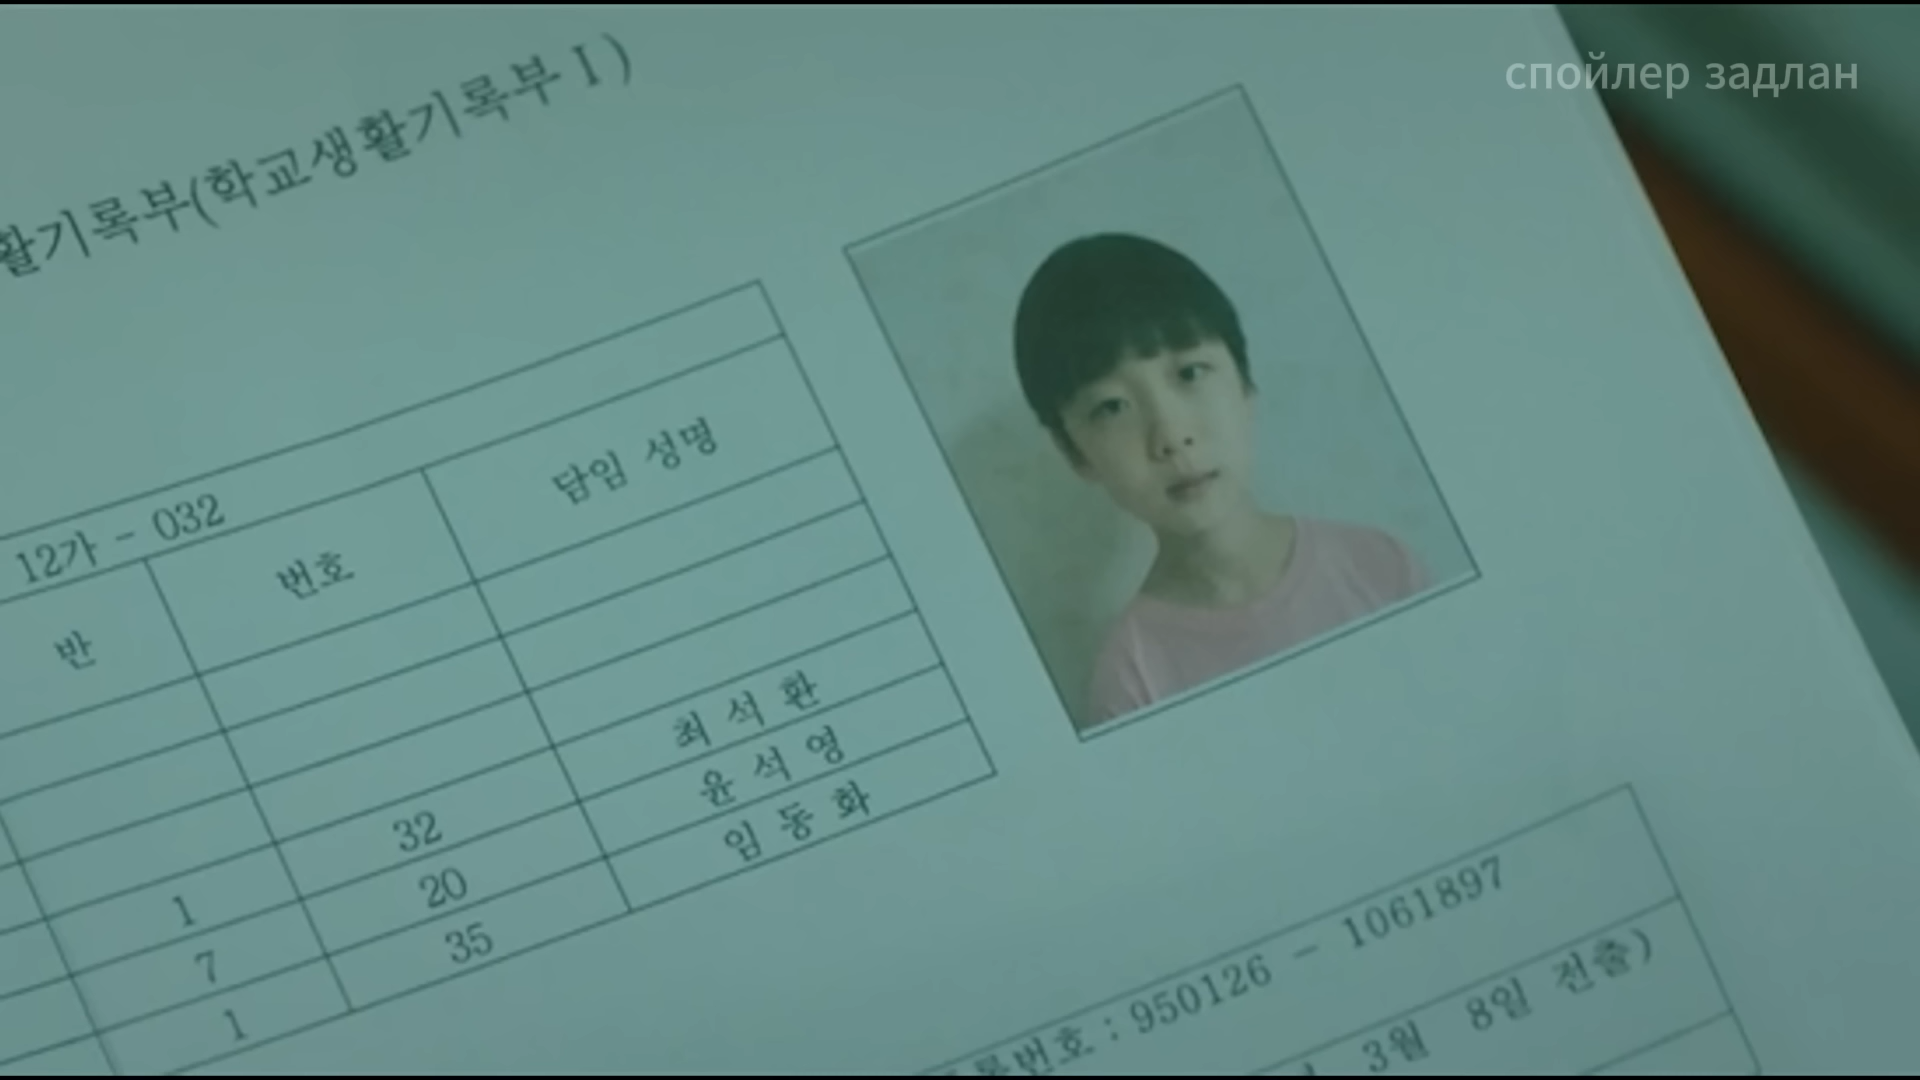 спойлер задлан
활기록부(학교생활기록부 I)
12가 - 032
반 번호 담임 성명
1 32 최 석 환
7 20 윤 석 영
1 35 임 동 화
록번호 : 950126 - 1061897
3월 8일 전출)